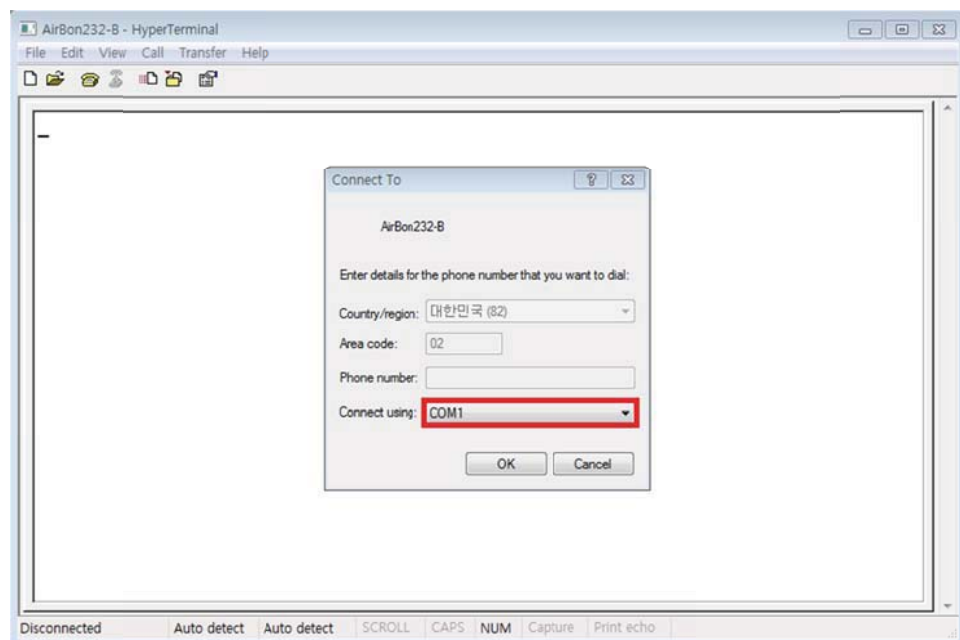 AirBon232-B - HyperTerminal
File Edit View Call Transfer Help
Connect To
AirBon232-B
Enter details for the phone number that you want to dial:
Country/region: 대한민국 (82)
Area code: 02
Phone number:
Connect using: COM1
OK Cancel
Disconnected Auto detect Auto detect SCROLL CAPS NUM Capture Print echo